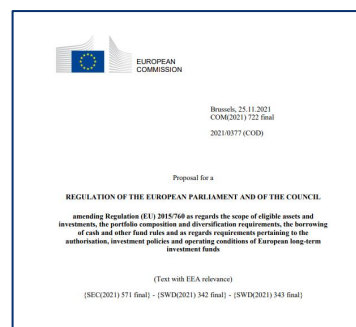 EUROPEAN
COMMISSION
Brussels, 25.11.2021
COM(2021) 722 final
2021/0377 (COD)
Proposal for a
REGULATION OF THE EUROPEAN PARLIAMENT AND OF THE COUNCIL
amending Regulation (EU) 2015/760 as regards the scope of eligible assets and
investments, the portfolio composition and diversification requirements, the borrowing
of cash and other fund rules and as regards requirements pertaining to the
authorisation, investment policies and operating conditions of European long-term
investment funds
(Text with EEA relevance)
{SEC(2021) 571 final} - {SWD(2021) 342 final} - {SWD(2021) 343 final}